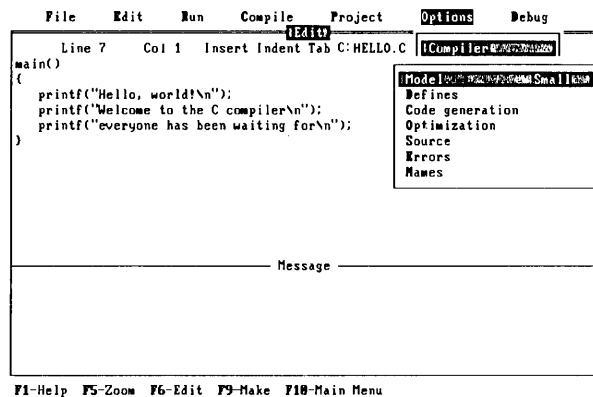 File Edit Run Compile Project Options Debug
Edit
Line 7 Col 1 Insert Indent Tab C:HELLO.C
Compiler
main()
{
printf("Hello, world!\n");
printf("Welcome to the C compiler\n");
printf("everyone has been waiting for\n");
}
Model Small
Defines
Code generation
Optimization
Source
Errors
Names
Message
F1-Help F5-Zoom F6-Edit F9-Make F10-Main Menu